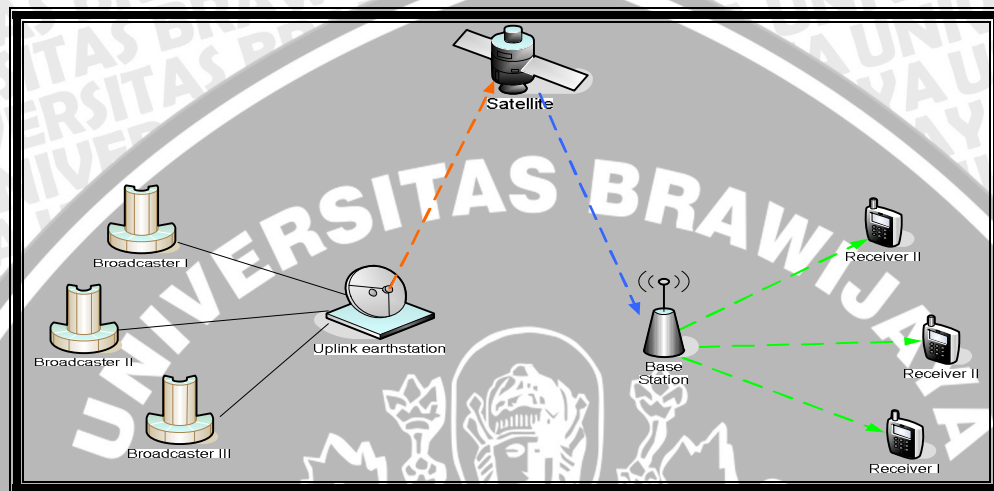 Satellite
UNIVERSITAS BRAWIJAYA
Broadcaster I
Receiver II
Broadcaster II
Uplink earthstation
Base
Station
Receiver II
Broadcaster III
Receiver I